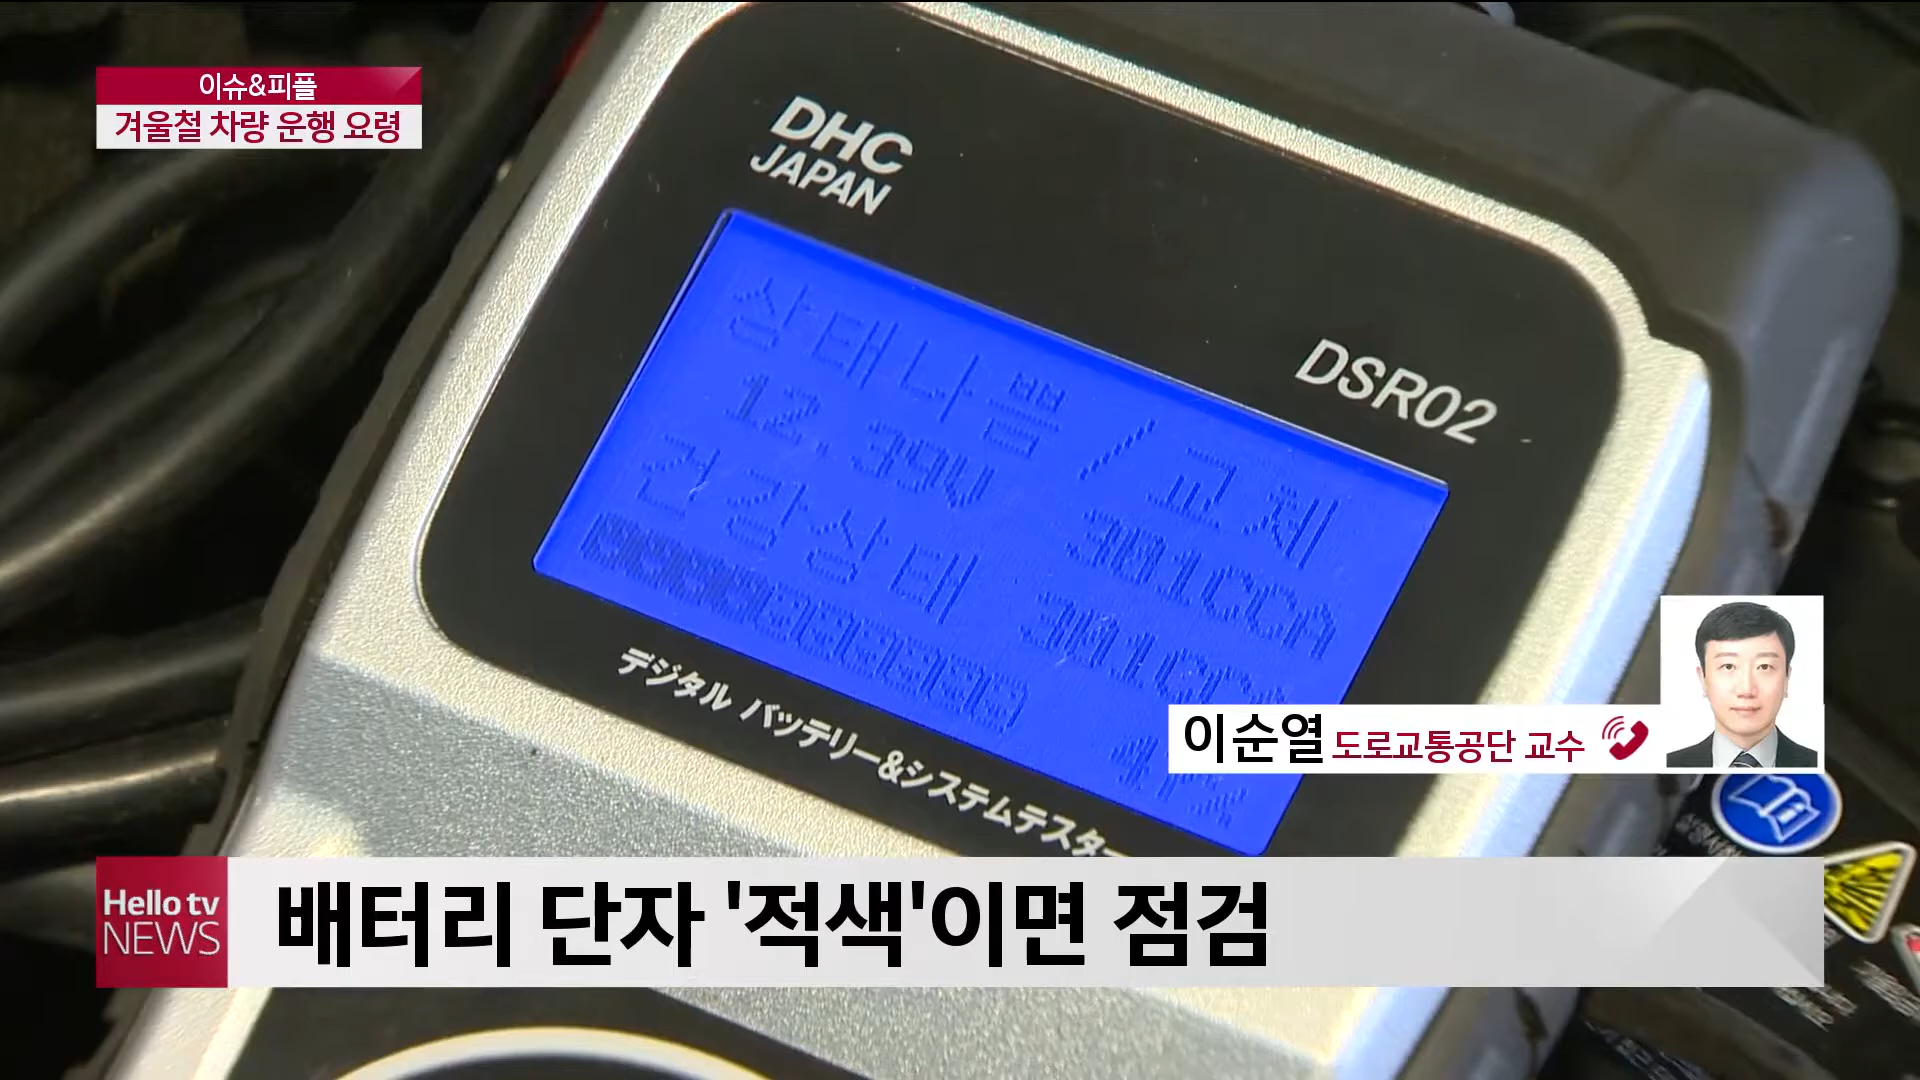 이슈&피플
겨울철 차량 운행 요령
DHC
JAPAN
DSR02
상태나쁨/교체
12.39V 301CCA
건강상태 301CCA
デジタル バッテリー&システムテスター
이순열 도로교통공단 교수
Hello tv
NEWS
배터리 단자 '적색'이면 점검